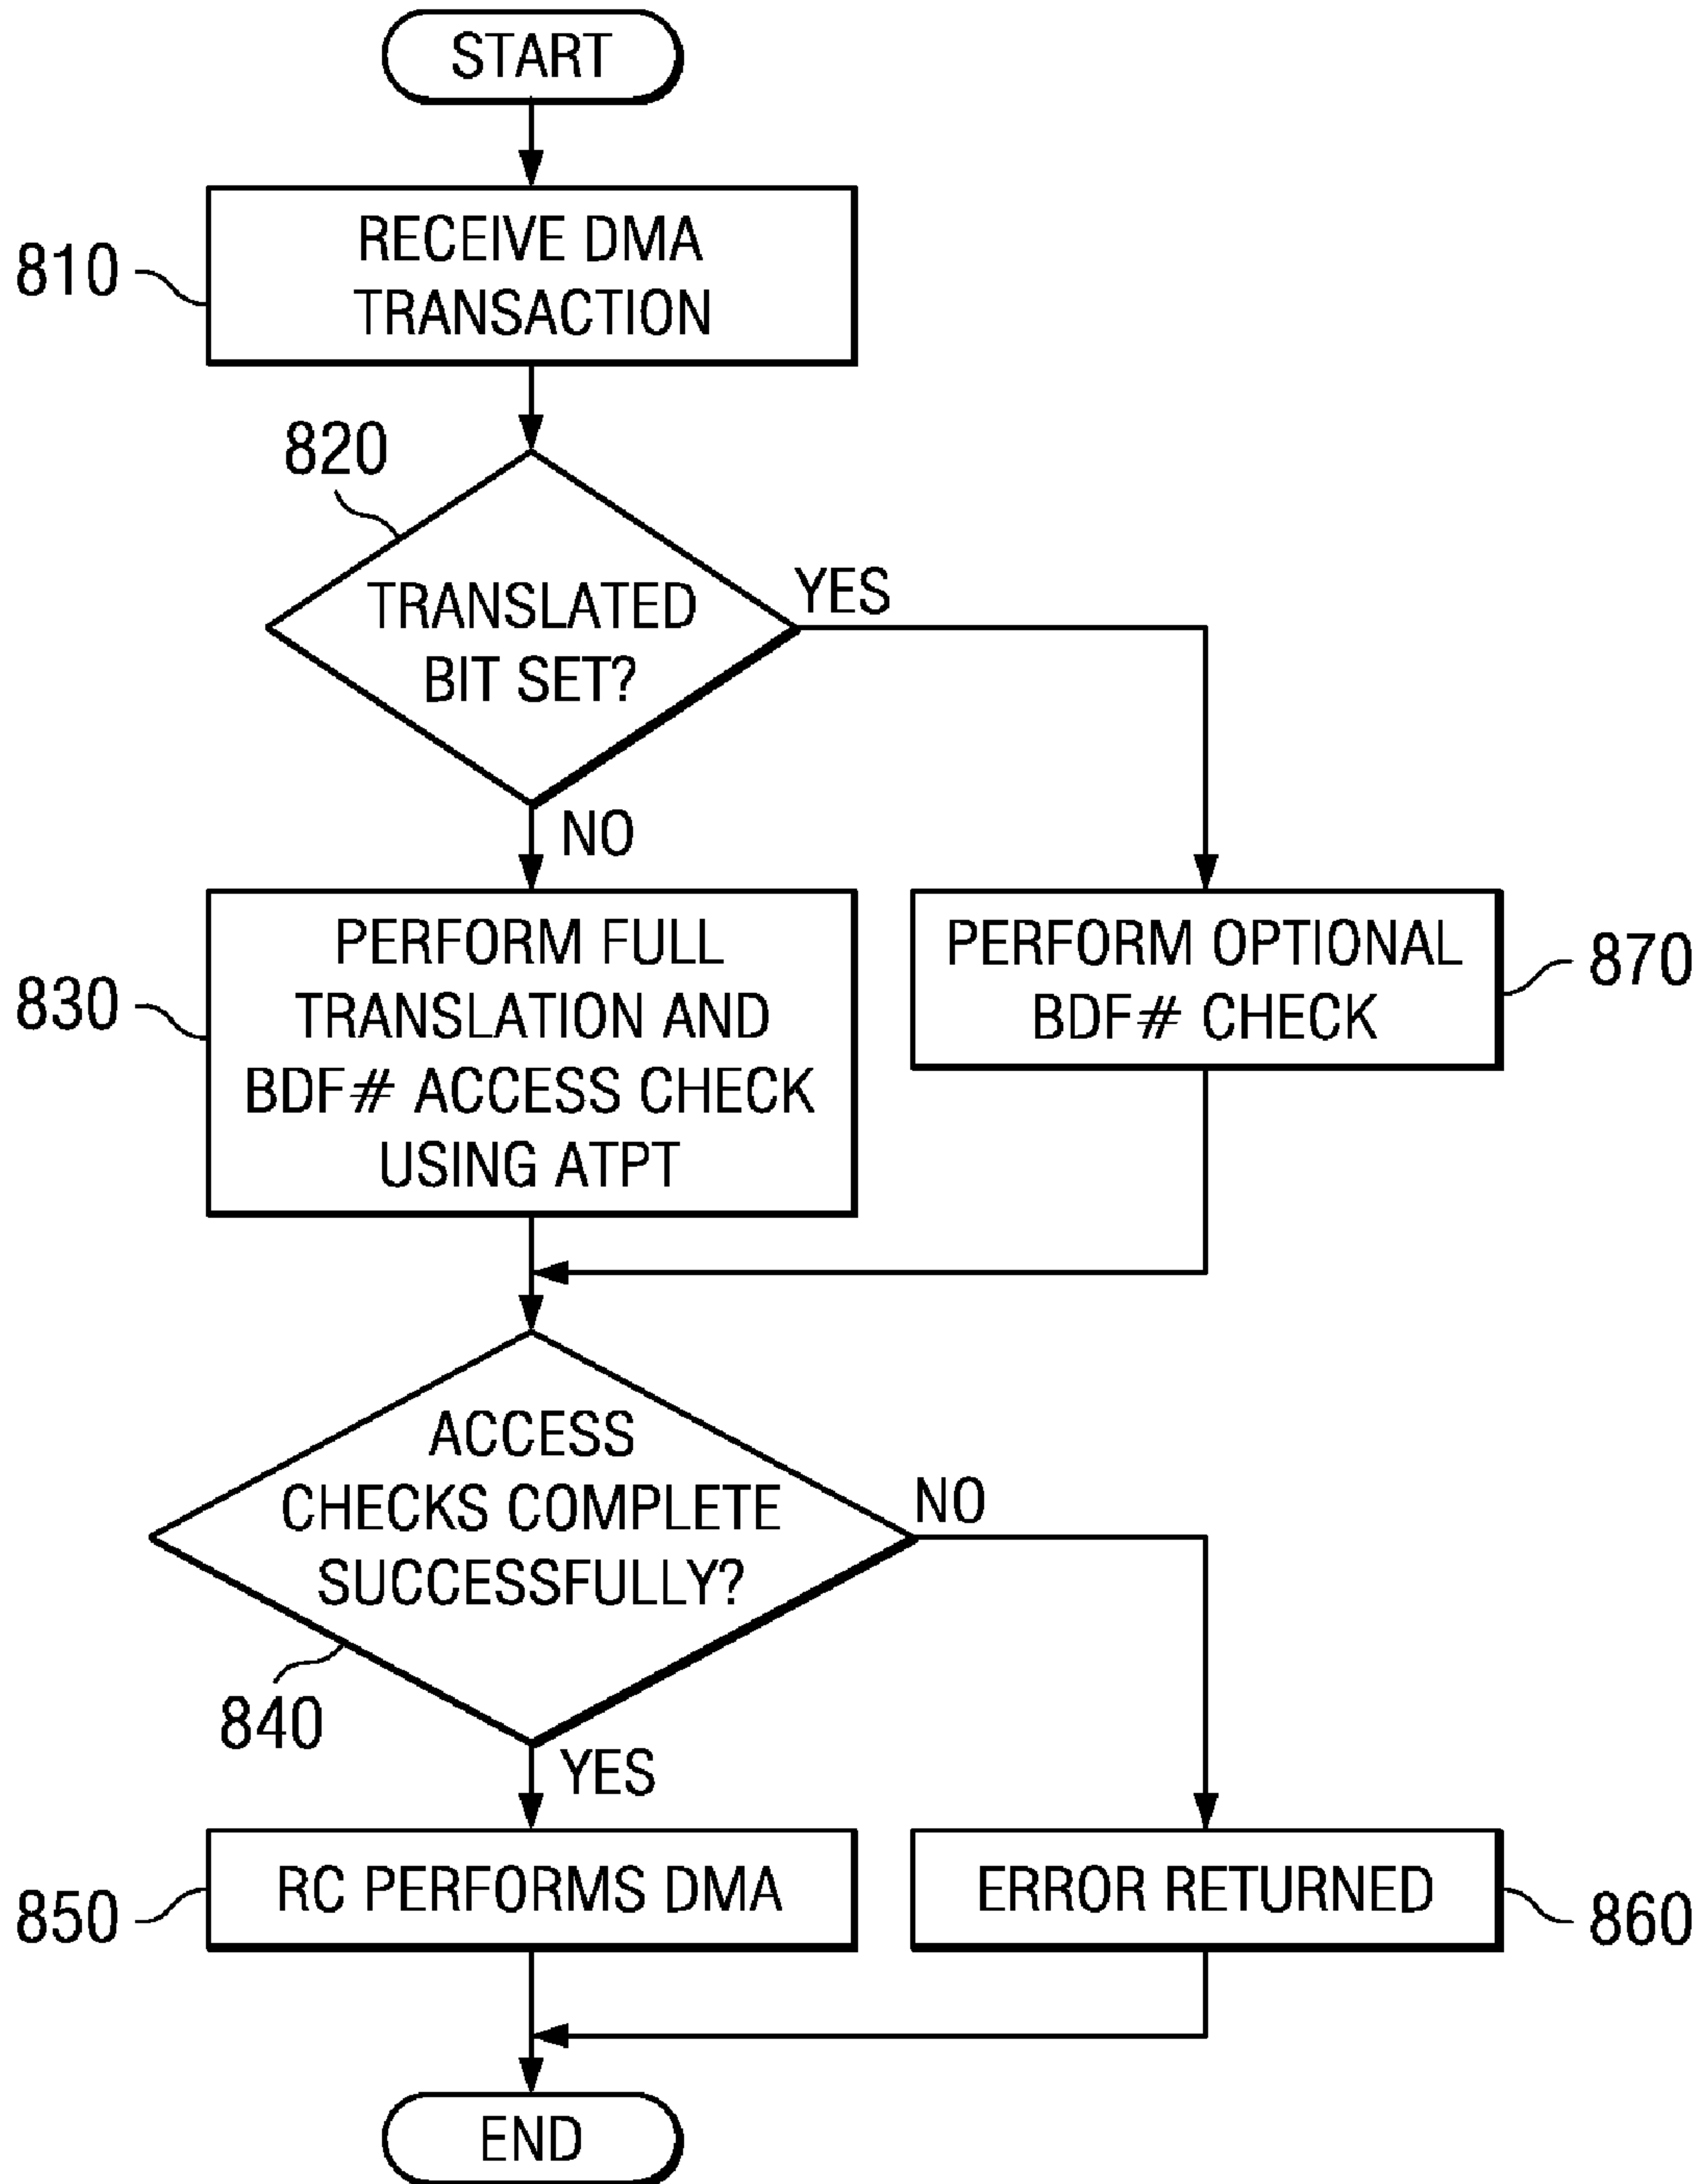 START
RECEIVE DMA
TRANSACTION
810
820
TRANSLATED
BIT SET?
YES
NO
PERFORM FULL
TRANSLATION AND
BDF# ACCESS CHECK
USING ATPT
830
PERFORM OPTIONAL
BDF# CHECK
870
ACCESS
CHECKS COMPLETE
SUCCESSFULLY?
NO
840
YES
RC PERFORMS DMA
850
ERROR RETURNED
860
END